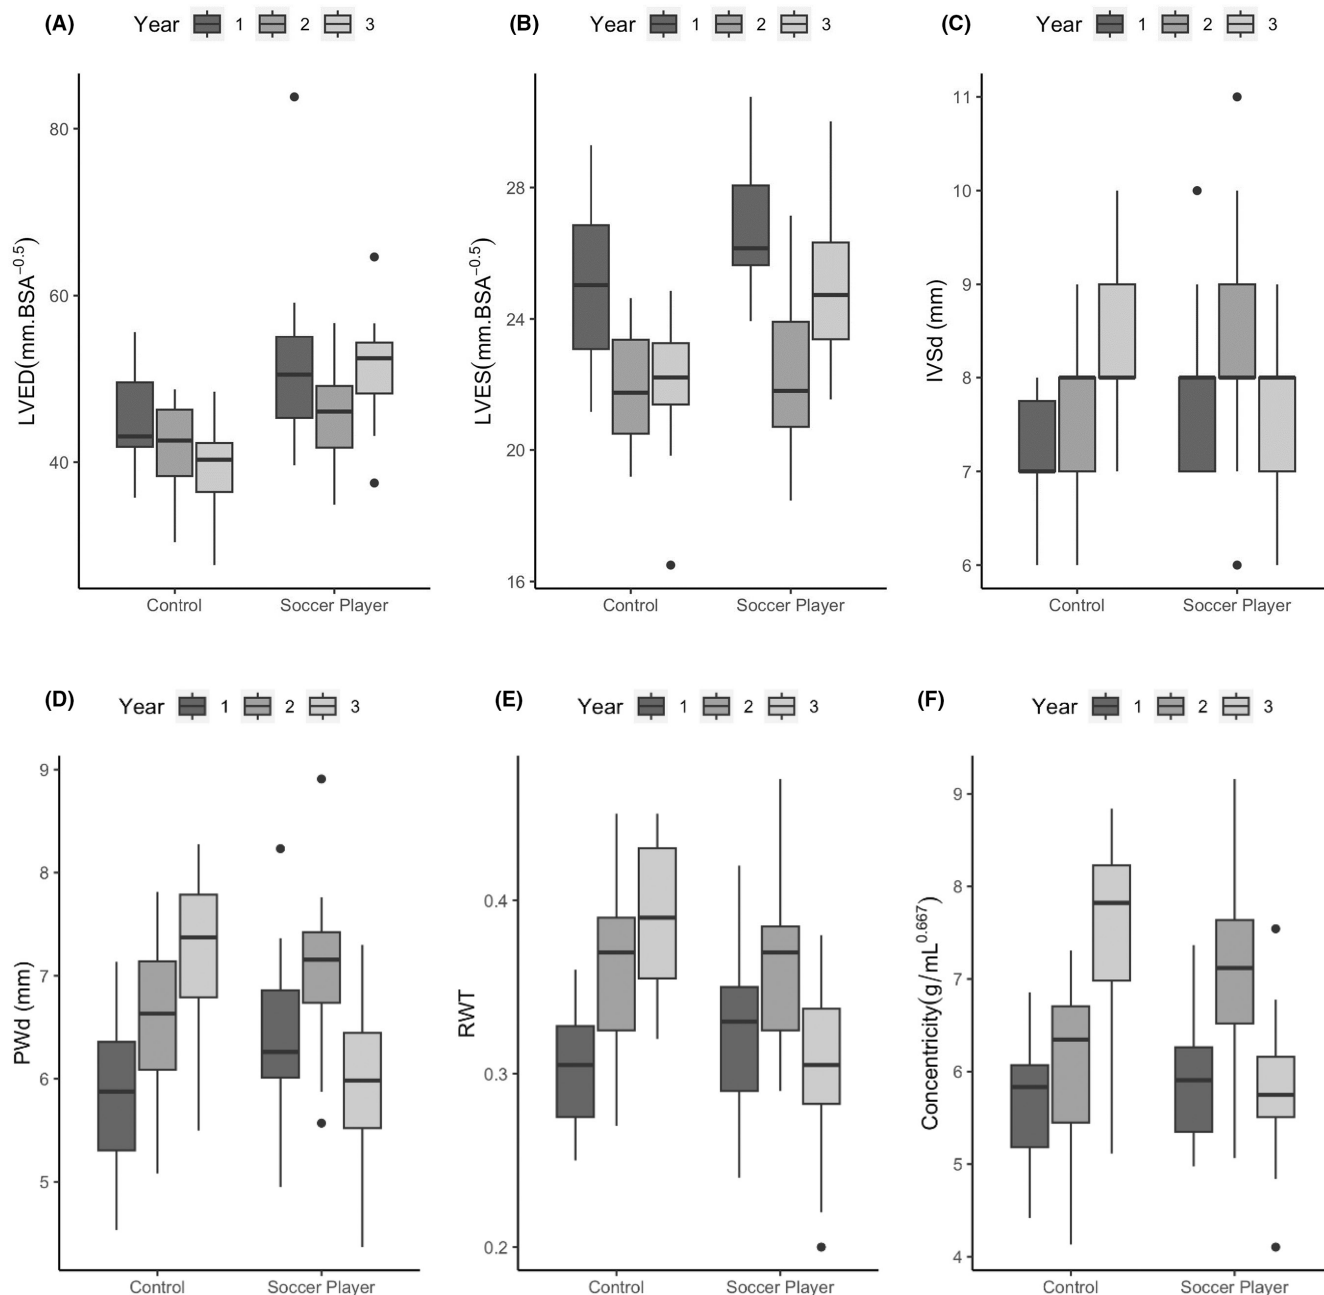 (A) Year 1 2 3
LVED(mm.BSA⁻⁰·⁵)
80
60
40
Control Soccer Player
(B) Year 1 2 3
LVES(mm.BSA⁻⁰·⁵)
28
24
20
16
Control Soccer Player
(C) Year 1 2 3
IVSd (mm)
11
10
9
8
7
6
Control Soccer Player
(D) Year 1 2 3
PWd (mm)
9
8
7
6
5
Control Soccer Player
(E) Year 1 2 3
RWT
0.4
0.3
0.2
Control Soccer Player
(F) Year 1 2 3
Concentricity(g/mL⁰·⁶⁶⁷)
9
8
7
6
5
4
Control Soccer Player